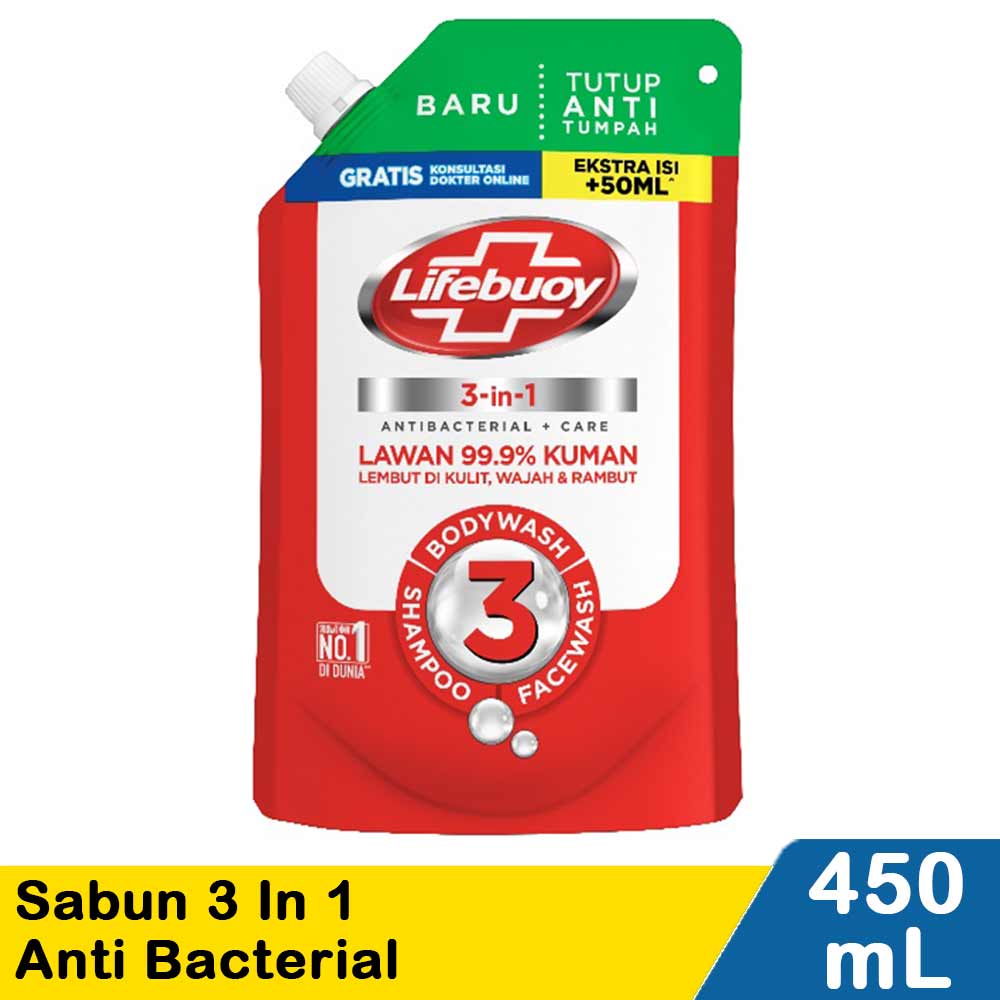 BARU
TUTUP
ANTI
TUMPAH
GRATIS KONSULTASI
DOKTER ONLINE
EKSTRA ISI
+50ML^
Lifebuoy
3-in-1
ANTIBACTERIAL + CARE
LAWAN 99.9% KUMAN
LEMBUT DI KULIT, WAJAH & RAMBUT
BODYWASH
SHAMPOO
FACEWASH
3
NO.1
DI DUNIA
Sabun 3 In 1
Anti Bacterial
450
mL